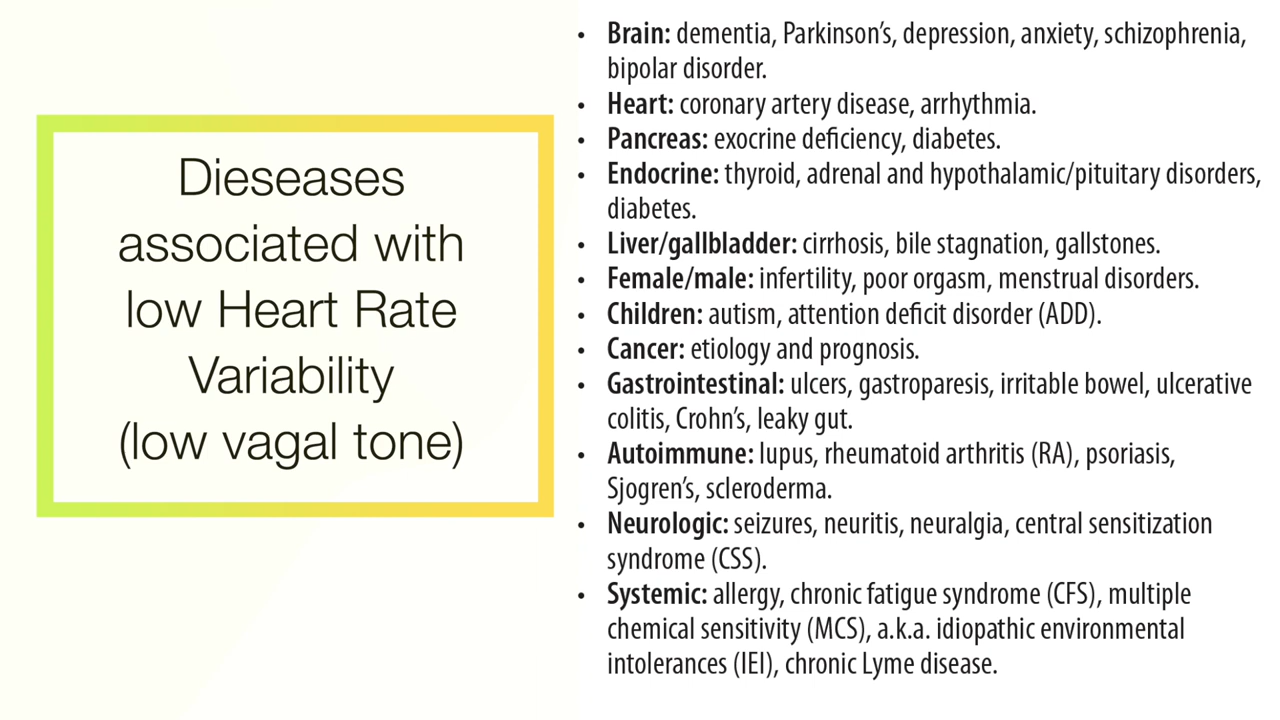 Dieseases
associated with
low Heart Rate
Variability
(low vagal tone)
• Brain: dementia, Parkinson's, depression, anxiety, schizophrenia,
bipolar disorder.
• Heart: coronary artery disease, arrhythmia.
• Pancreas: exocrine deficiency, diabetes.
• Endocrine: thyroid, adrenal and hypothalamic/pituitary disorders,
diabetes.
• Liver/gallbladder: cirrhosis, bile stagnation, gallstones.
• Female/male: infertility, poor orgasm, menstrual disorders.
• Children: autism, attention deficit disorder (ADD).
• Cancer: etiology and prognosis.
• Gastrointestinal: ulcers, gastroparesis, irritable bowel, ulcerative
colitis, Crohn's, leaky gut.
• Autoimmune: lupus, rheumatoid arthritis (RA), psoriasis,
Sjogren's, scleroderma.
• Neurologic: seizures, neuritis, neuralgia, central sensitization
syndrome (CSS).
• Systemic: allergy, chronic fatigue syndrome (CFS), multiple
chemical sensitivity (MCS), a.k.a. idiopathic environmental
intolerances (IEI), chronic Lyme disease.